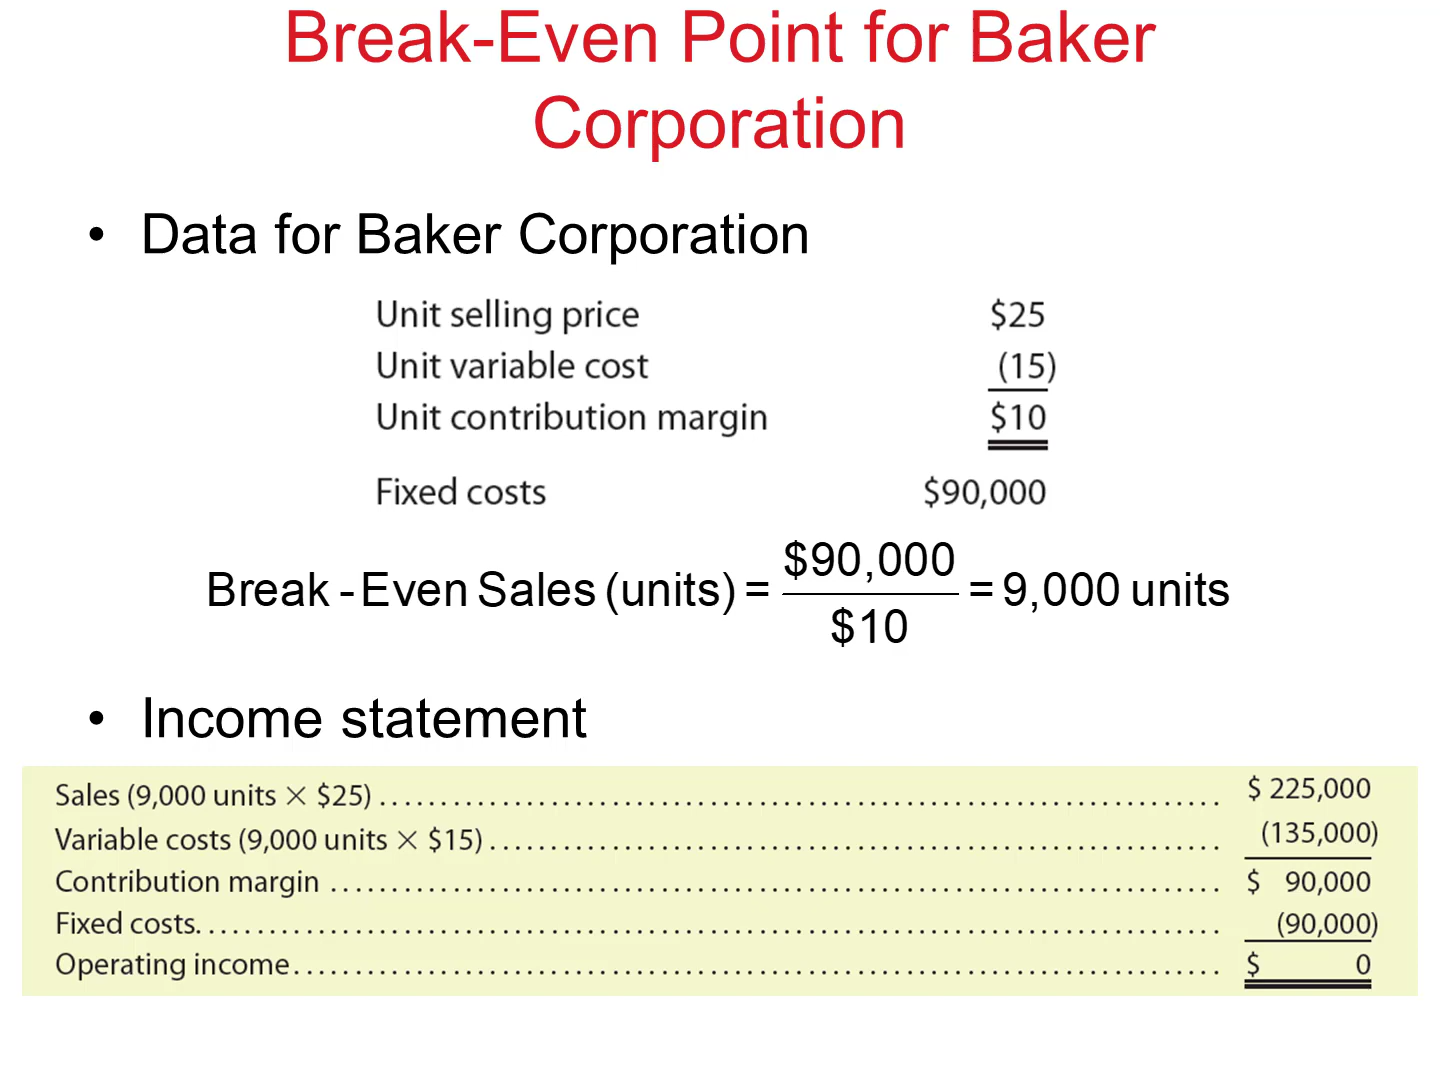 Break-Even Point for Baker
Corporation
• Data for Baker Corporation
Unit selling price $25
Unit variable cost (15)
Unit contribution margin $10
Fixed costs $90,000
Break-Even Sales (units) = $90,000 / $10 = 9,000 units
• Income statement
Sales (9,000 units × $25) $ 225,000
Variable costs (9,000 units × $15) (135,000)
Contribution margin $ 90,000
Fixed costs (90,000)
Operating income $ 0